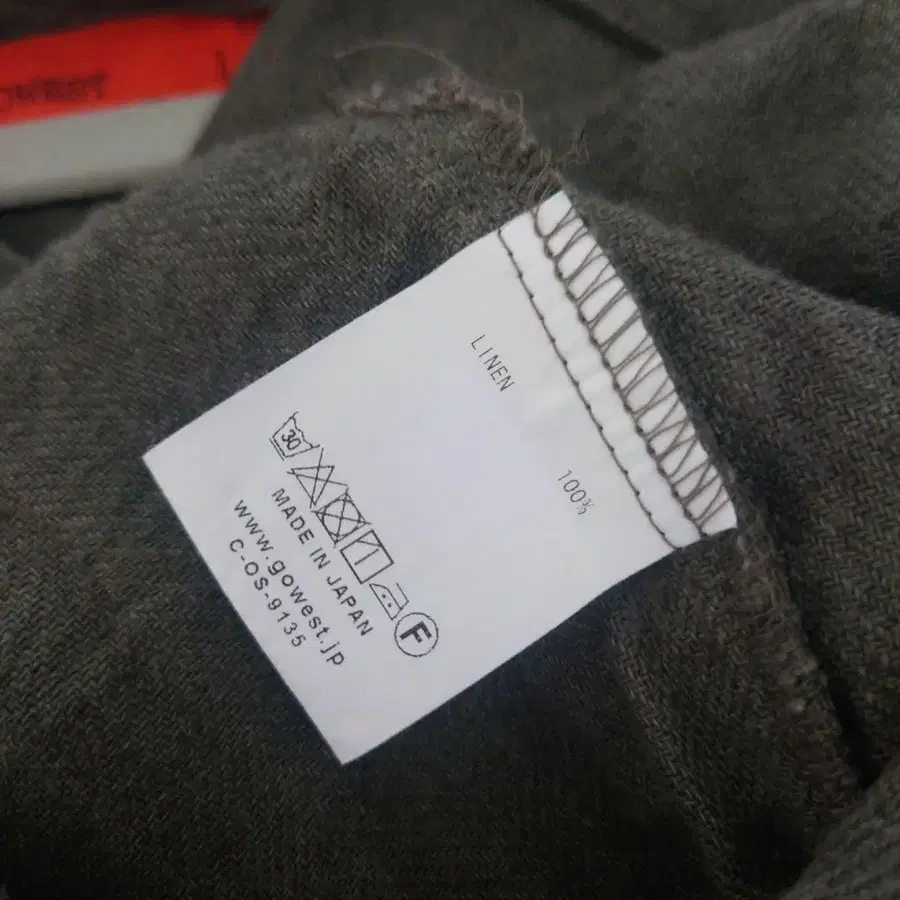 LINEN 100%
30
F
MADE IN JAPAN
www.gowest.jp
C-OS-9135